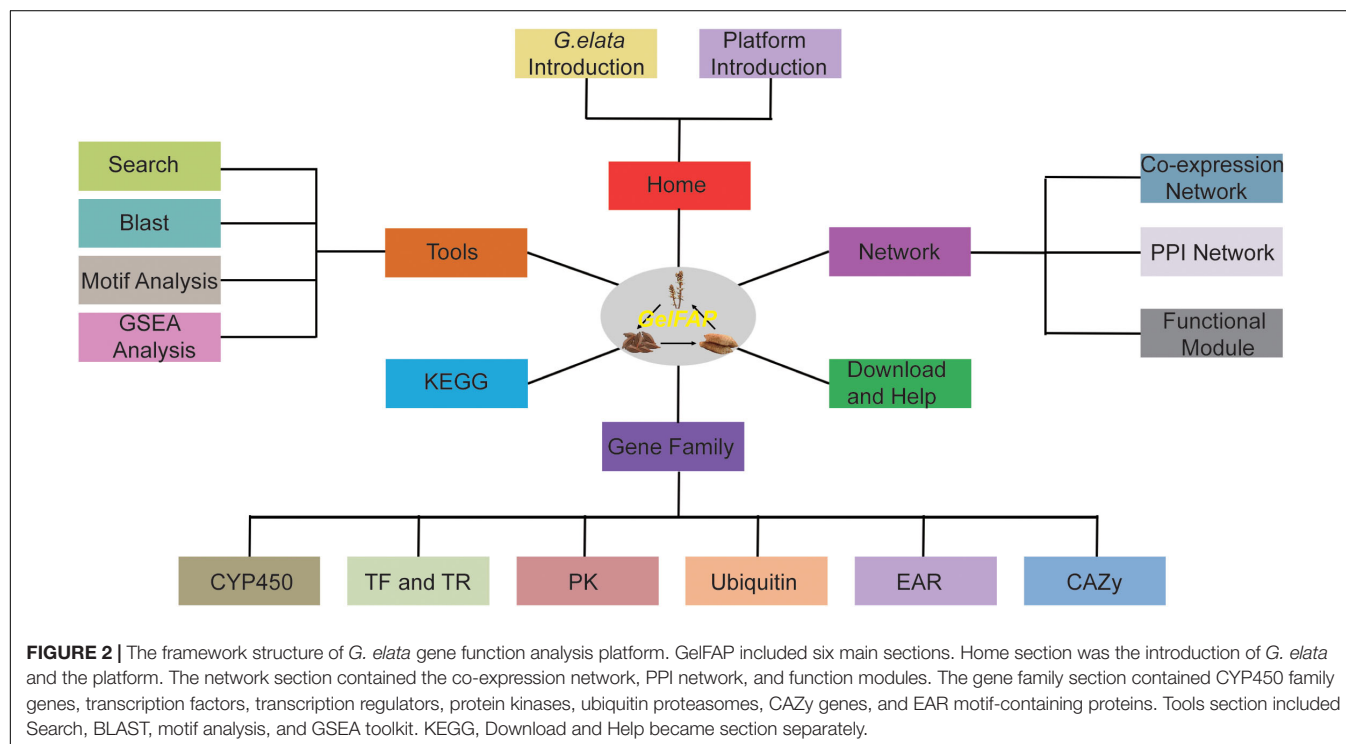 G.elata
Introduction
Platform
Introduction
Search
Blast
Motif Analysis
GSEA
Analysis
Tools
Home
Network
Co-expression
Network
PPI Network
Functional
Module
GelFAP
KEGG
Download
and Help
Gene Family
CYP450
TF and TR
PK
Ubiquitin
EAR
CAZy
FIGURE 2 | The framework structure of G. elata gene function analysis platform. GelFAP included six main sections. Home section was the introduction of G. elata
and the platform. The network section contained the co-expression network, PPI network, and function modules. The gene family section contained CYP450 family
genes, transcription factors, transcription regulators, protein kinases, ubiquitin proteasomes, CAZy genes, and EAR motif-containing proteins. Tools section included
Search, BLAST, motif analysis, and GSEA toolkit. KEGG, Download and Help became section separately.